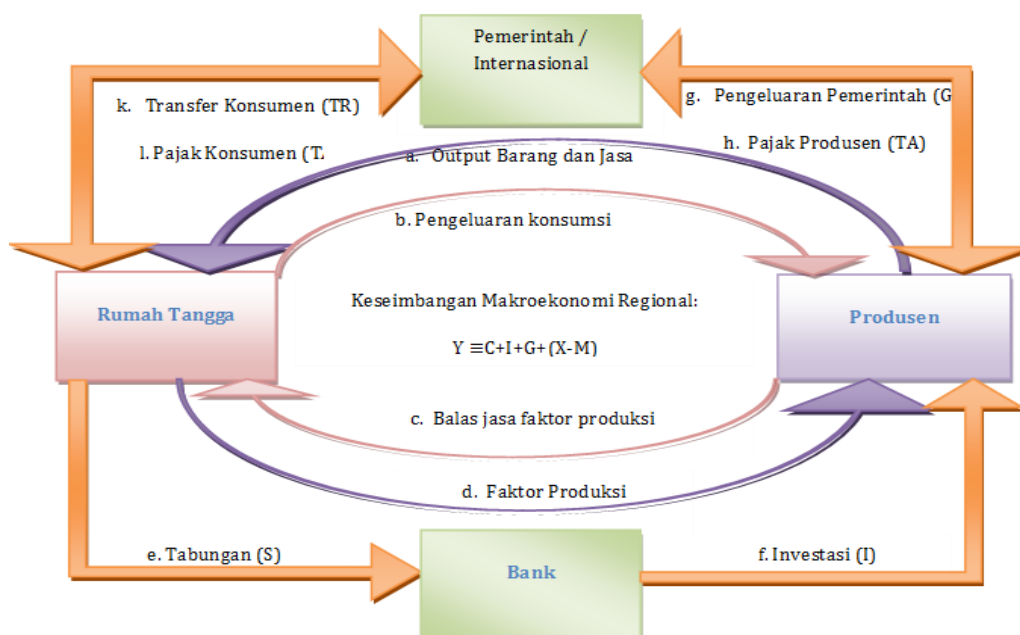 Pemerintah /
Internasional
k. Transfer Konsumen (TR)
g. Pengeluaran Pemerintah (G
l. Pajak Konsumen (T
h. Pajak Produsen (TA)
a. Output Barang dan Jasa
b. Pengeluaran konsumsi
Rumah Tangga
Keseimbangan Makroekonomi Regional:
Y ≡C+I+G+(X-M)
Produsen
c. Balas jasa faktor produksi
d. Faktor Produksi
e. Tabungan (S)
Bank
f. Investasi (I)